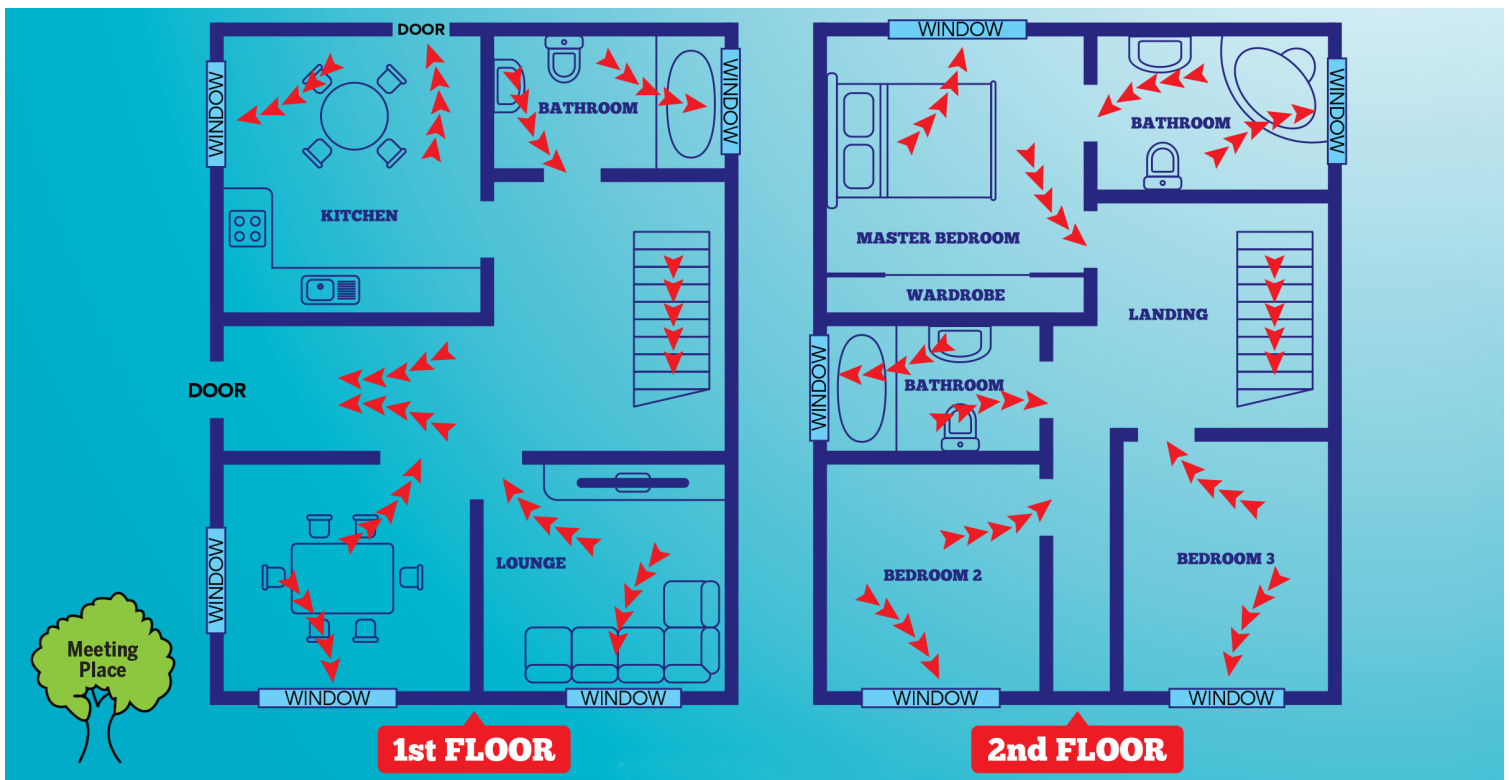 DOOR
WINDOW
WINDOW
BATHROOM
KITCHEN
DOOR
WINDOW
LOUNGE
WINDOW
WINDOW
Meeting
Place
1st FLOOR
WINDOW
WINDOW
BATHROOM
MASTER BEDROOM
WARDROBE
LANDING
WINDOW
BATHROOM
BEDROOM 2
BEDROOM 3
WINDOW
WINDOW
2nd FLOOR